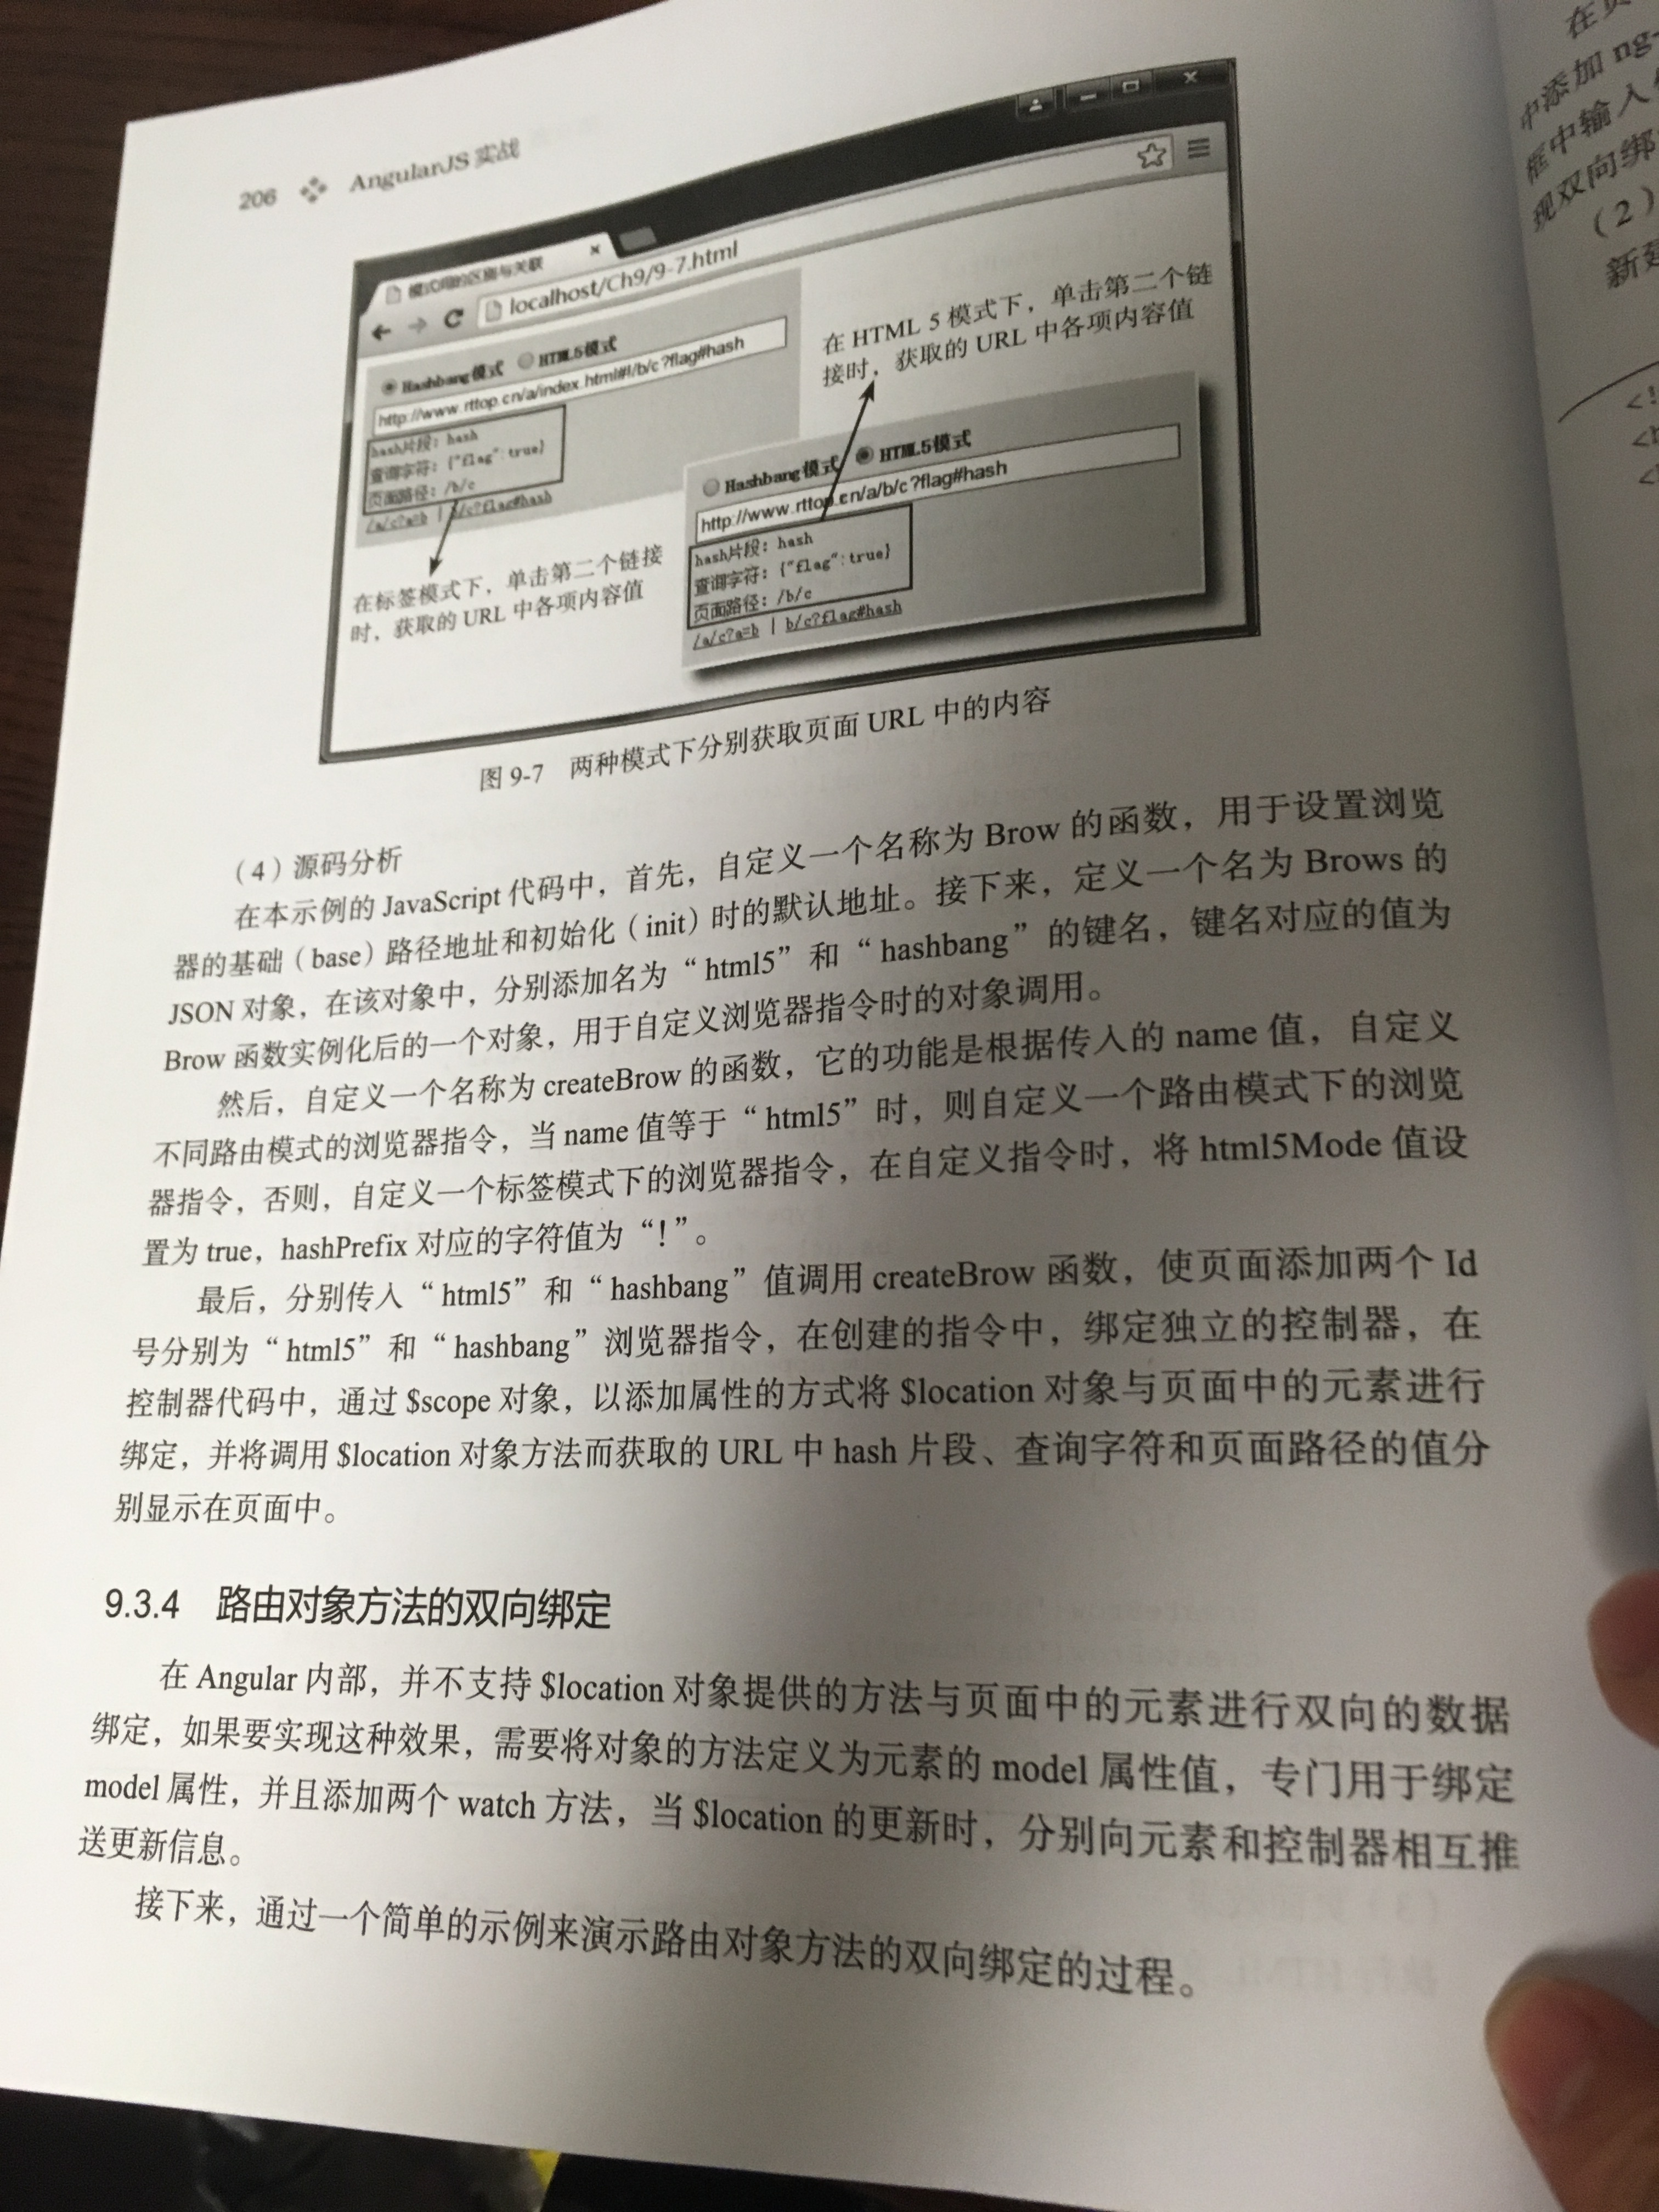 206 AngularJS 实战
模式间的区别与关联
localhost/Ch9/9-7.html
Hashbang模式 HTML5模式
http://www.rttop.cn/a/index.html#!/b/c?flag#hash
hash片段: hash
查询字符: {"flag":true}
页面路径: /b/c
/a/c?a=b | b/c?flag#hash
在标签模式下，单击第二个链接
时，获取的 URL 中各项内容值
在 HTML 5 模式下，单击第二个链
接时，获取的 URL 中各项内容值
Hashbang模式 HTML5模式
http://www.rttop.cn/a/b/c?flag#hash
hash片段: hash
查询字符: {"flag":true}
页面路径: /b/c
/a/c?a=b | b/c?flag#hash
图 9-7 两种模式下分别获取页面 URL 中的内容
（4）源码分析
在本示例的 JavaScript 代码中，首先，自定义一个名称为 Brow 的函数，用于设置浏览
器的基础（base）路径地址和初始化（init）时的默认地址。接下来，定义一个名为 Brows 的
JSON 对象，在该对象中，分别添加名为“html5”和“hashbang”的键名，键名对应的值为
Brow 函数实例化后的一个对象，用于自定义浏览器指令时的对象调用。
然后，自定义一个名称为 createBrow 的函数，它的功能是根据传入的 name 值，自定义
不同路由模式的浏览器指令，当 name 值等于“html5”时，则自定义一个路由模式下的浏览
器指令，否则，自定义一个标签模式下的浏览器指令，在自定义指令时，将 html5Mode 值设
置为 true，hashPrefix 对应的字符值为“!”。
最后，分别传入“html5”和“hashbang”值调用 createBrow 函数，使页面添加两个 Id
号分别为“html5”和“hashbang”浏览器指令，在创建的指令中，绑定独立的控制器，在
控制器代码中，通过 $scope 对象，以添加属性的方式将 $location 对象与页面中的元素进行
绑定，并将调用 $location 对象方法而获取的 URL 中 hash 片段、查询字符和页面路径的值分
别显示在页面中。
9.3.4 路由对象方法的双向绑定
在 Angular 内部，并不支持 $location 对象提供的方法与页面中的元素进行双向的数据
绑定，如果要实现这种效果，需要将对象的方法定义为元素的 model 属性值，专门用于绑定
model 属性，并且添加两个 watch 方法，当 $location 的更新时，分别向元素和控制器相互推
送更新信息。
接下来，通过一个简单的示例来演示路由对象方法的双向绑定的过程。
中添加 ng-
框中输入
现双向绑
（2）